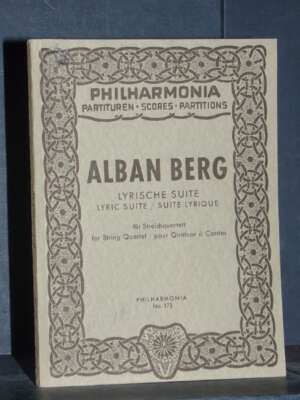 PHILHARMONIA
PARTITUREN • SCORES • PARTITIONS
ALBAN BERG
LYRISCHE SUITE
LYRIC SUITE / SUITE LYRIQUE
für Streichquartett
for String Quartet · pour Quatuor à Cordes
PHILHARMONIA
No. 173